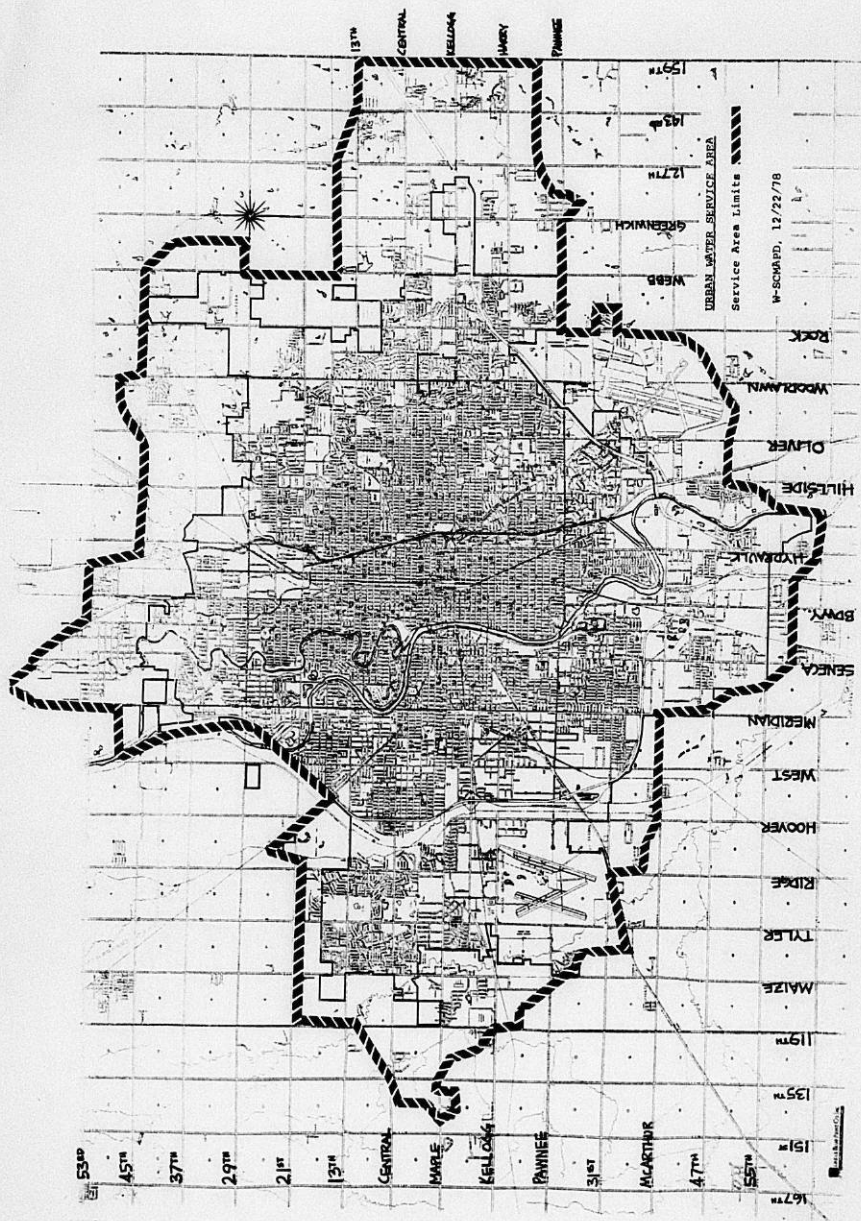 13TH
CENTRAL
KELLOGG
HARRY
PAWNEE
159TH
143RD
127TH
GREENWICH
WEBB
ROCK
WOODLAWN
OLIVER
HILLSIDE
HYDRAULIC
BDWY.
SENECA
MERIDIAN
WEST
HOOVER
RIDGE
TYLER
MAIZE
119TH
135TH
151ST
167TH
URBAN WATER SERVICE AREA
Service Area Limits
W-SCMAPD, 12/22/78
53RD
45TH
37TH
29TH
21ST
13TH
CENTRAL
MAPLE
KELLOGG
PAWNEE
31ST
MCARTHOR
47TH
55TH